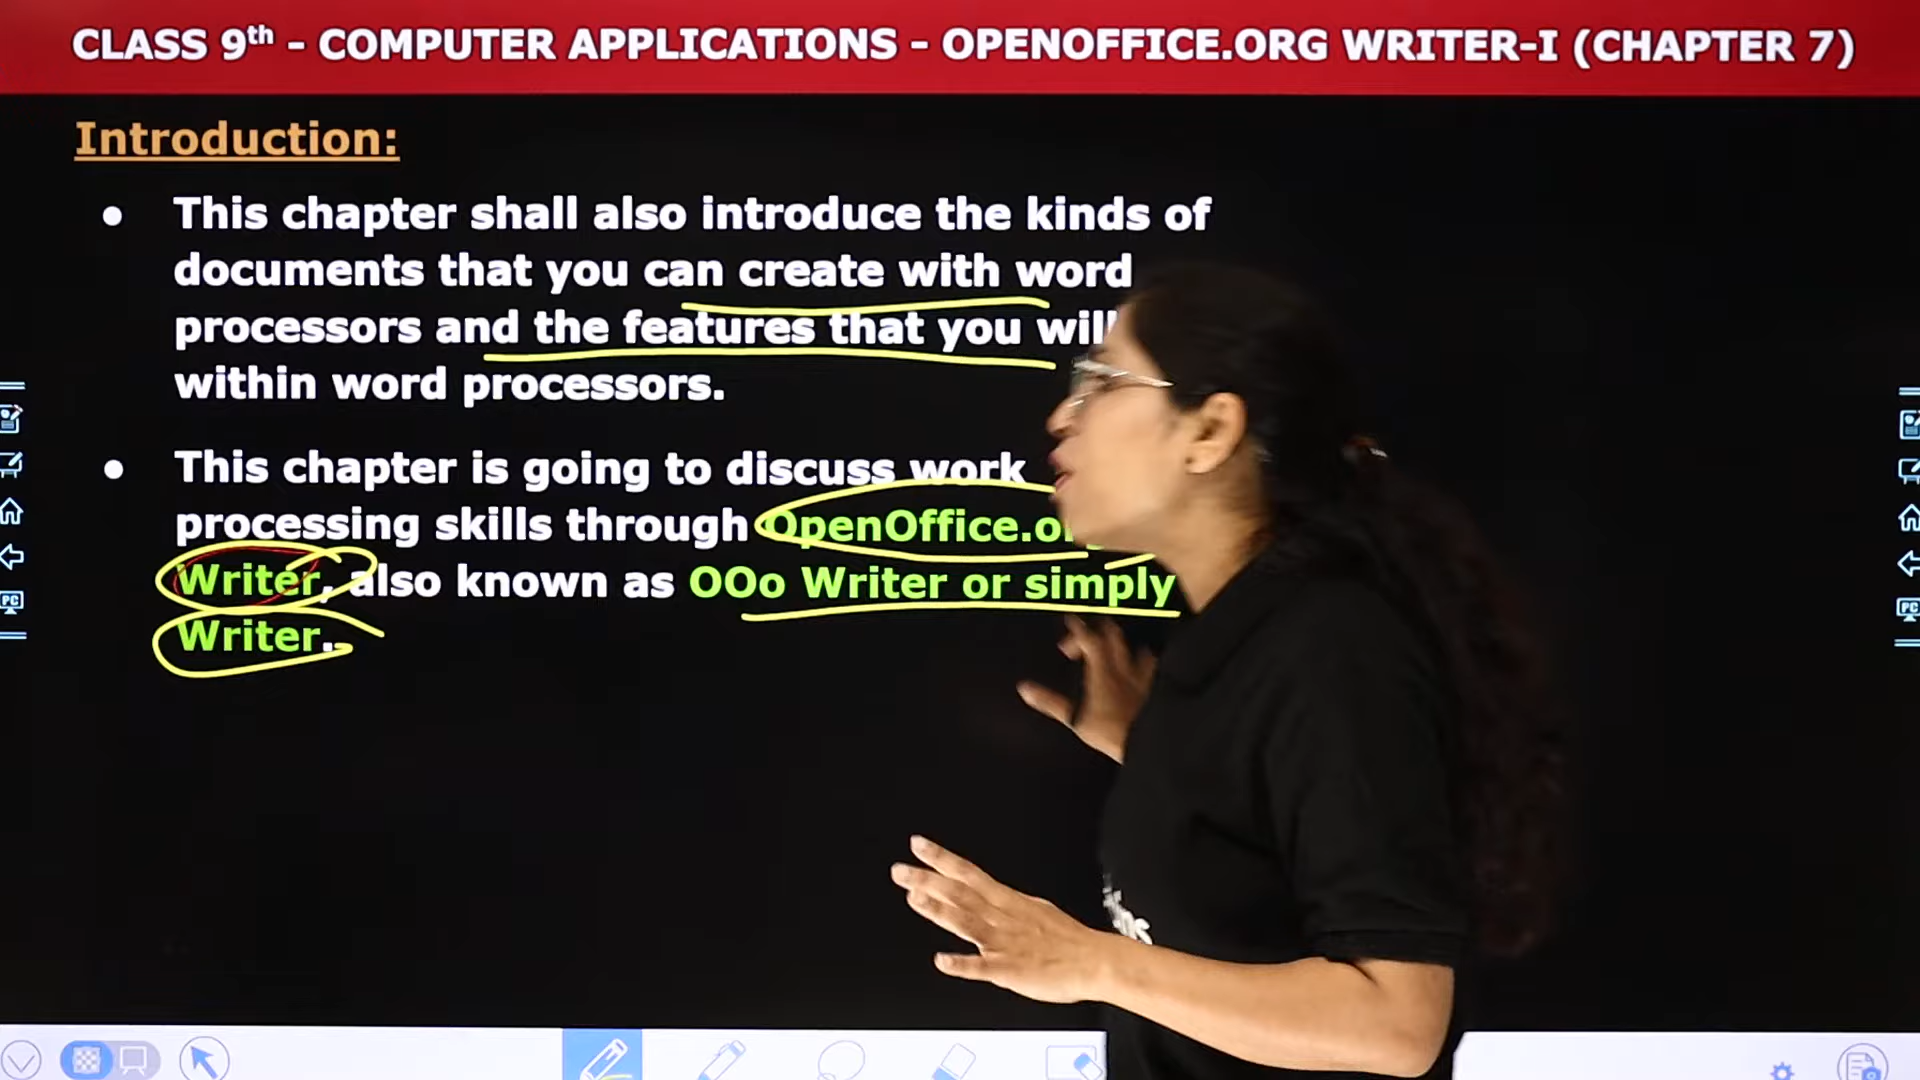 CLASS 9th - COMPUTER APPLICATIONS - OPENOFFICE.ORG WRITER-I (CHAPTER 7)
Introduction:
● This chapter shall also introduce the kinds of
documents that you can create with word
processors and the features that you will
within word processors.
● This chapter is going to discuss work
processing skills through OpenOffice.o
Writer, also known as OOo Writer or simply
Writer.
PC
PC